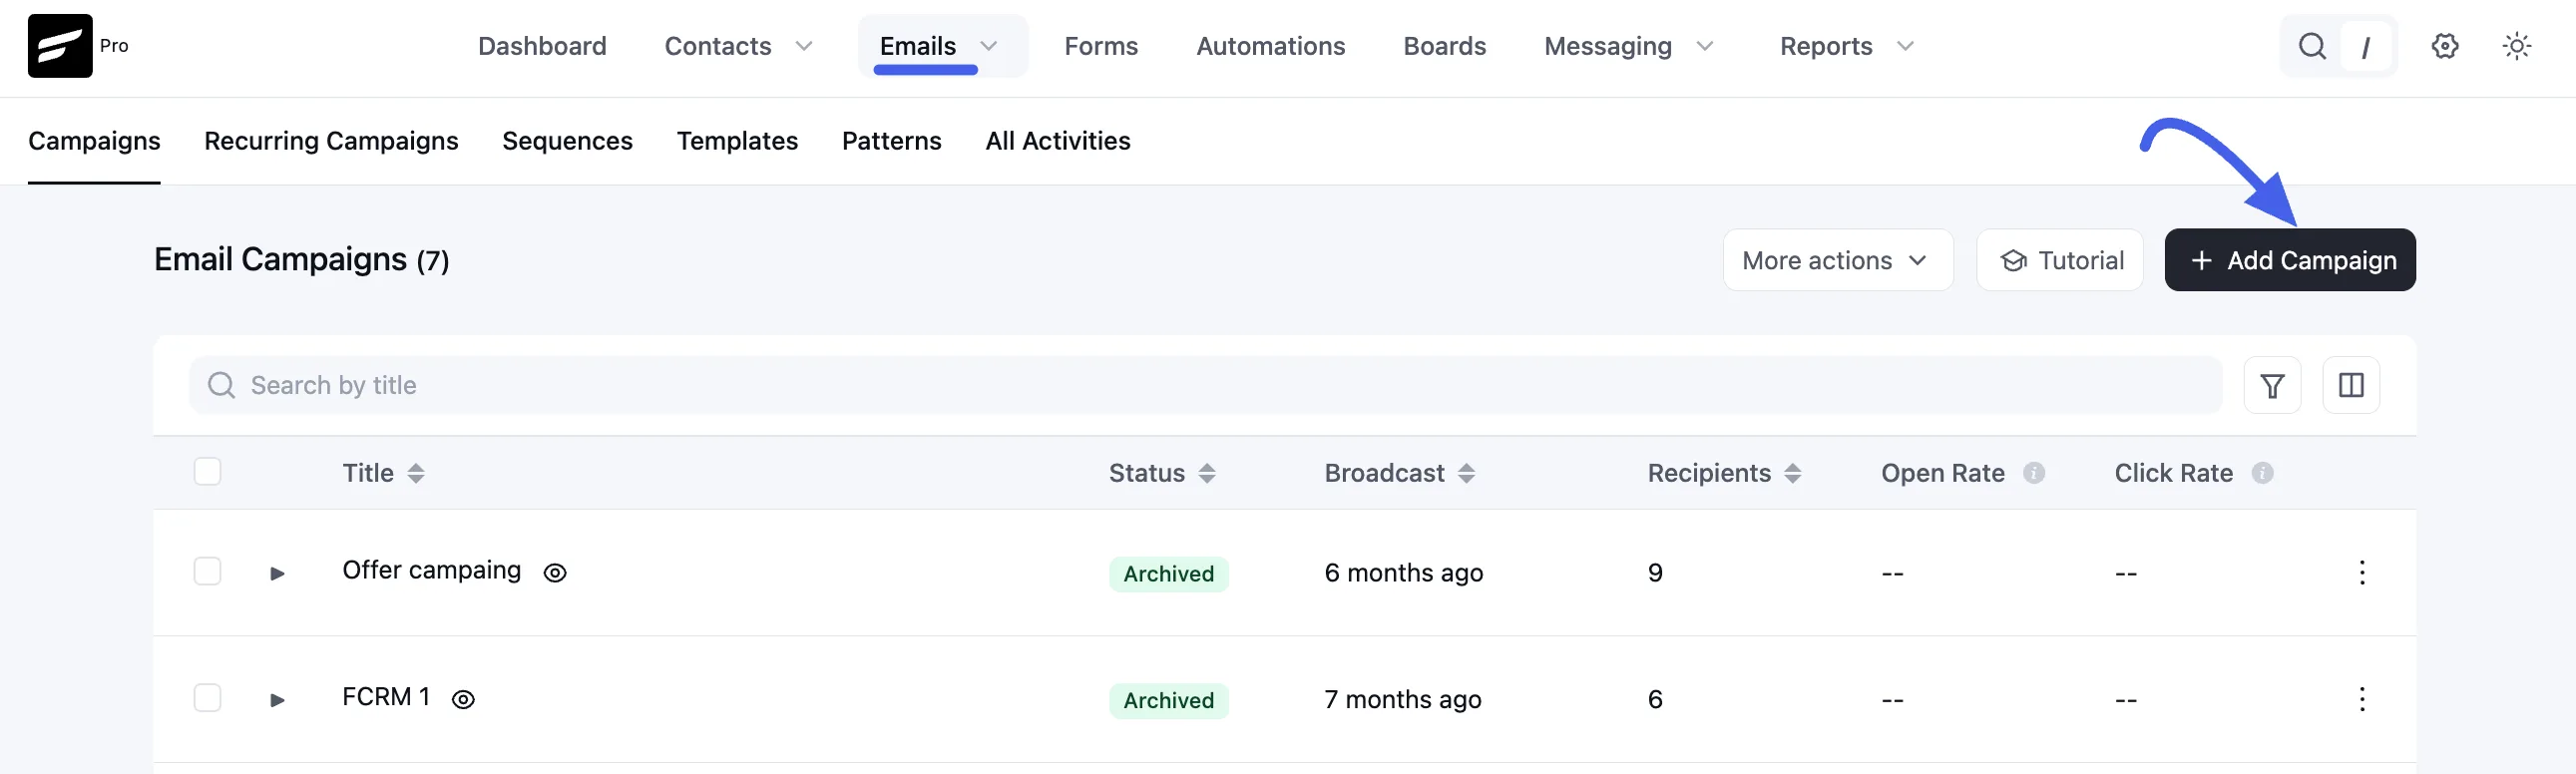 Pro Dashboard Contacts Emails Forms Automations Boards Messaging Reports /
Campaigns Recurring Campaigns Sequences Templates Patterns All Activities
Email Campaigns (7) More actions Tutorial + Add Campaign
Search by title
Title Status Broadcast Recipients Open Rate Click Rate
Offer campaing Archived 6 months ago 9 -- --
FCRM 1 Archived 7 months ago 6 -- --